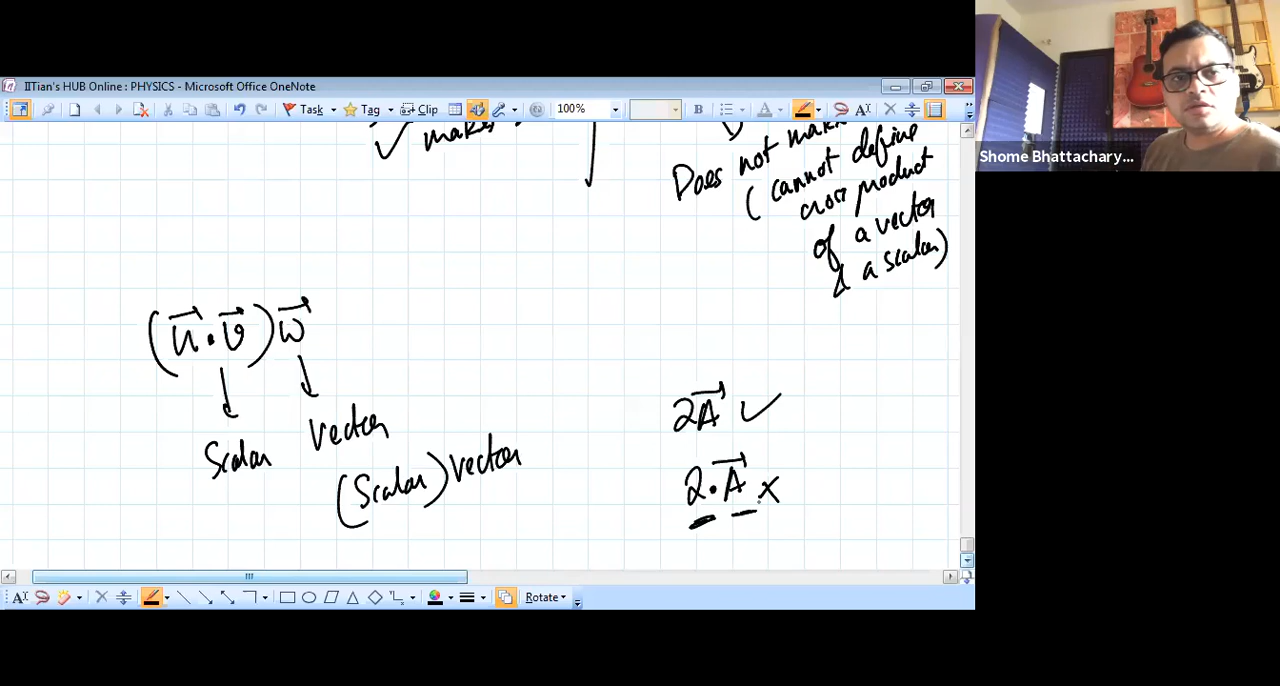 IITian's HUB Online : PHYSICS - Microsoft Office OneNote
Task
Tag
Clip
100%
B
A
makes
Does not make
(cannot define
cross product
of a vector
& a scalar)
(u⃗ . v⃗) w⃗
Scalar
vector
(Scalar) vector
2A⃗ ✓
2 . A⃗ ×
Rotate
Shome Bhattachary...